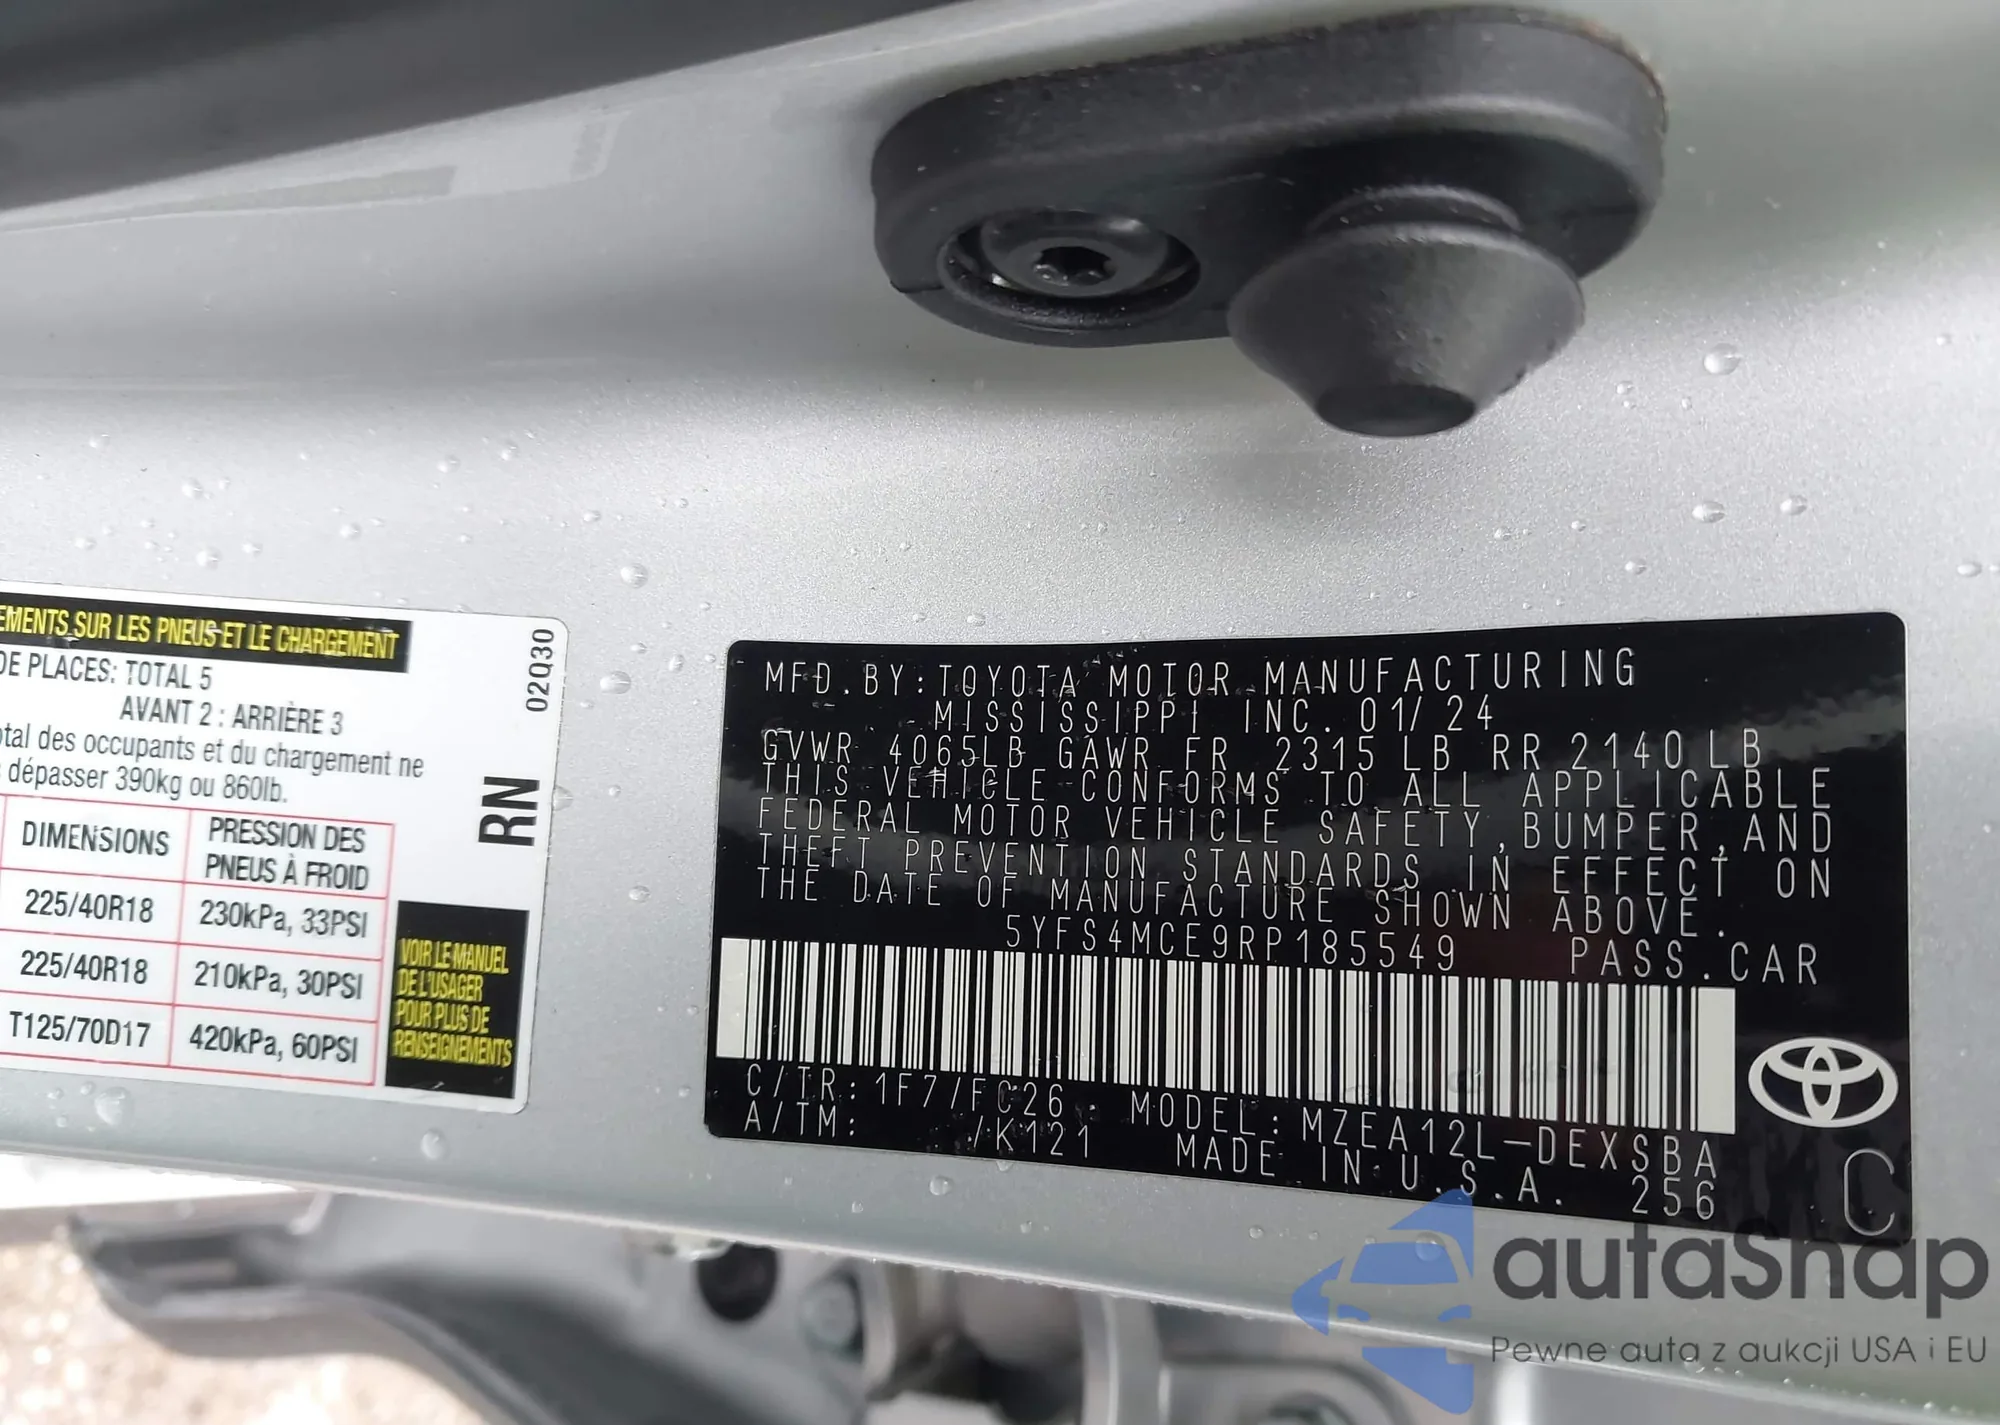 EMENTS SUR LES PNEUS ET LE CHARGEMENT
DE PLACES: TOTAL 5
AVANT 2 : ARRIÈRE 3
otal des occupants et du chargement ne
dépasser 390kg ou 860lb.
DIMENSIONS PRESSION DES PNEUS À FROID
225/40R18 230kPa, 33PSI
225/40R18 210kPa, 30PSI
T125/70D17 420kPa, 60PSI
02Q30
RN
VOIR LE MANUEL
DE L'USAGER
POUR PLUS DE
RENSEIGNEMENTS
MFD.BY:TOYOTA MOTOR MANUFACTURING
MISSISSIPPI INC. 01/24
GVWR 4065LB GAWR FR 2315LB RR 2140LB
THIS VEHICLE CONFORMS TO ALL APPLICABLE
FEDERAL MOTOR VEHICLE SAFETY,BUMPER,AND
THEFT PREVENTION STANDARDS IN EFFECT ON
THE DATE OF MANUFACTURE SHOWN ABOVE.
5YFS4MCE9RP185549 PASS.CAR
C/TR: 1F7/FC26 MODEL: MZEA12L-DEXSBA
A/TM: /K121 MADE IN U.S.A. 256
C
autaSnap
Pewne auta z aukcji USA i EU